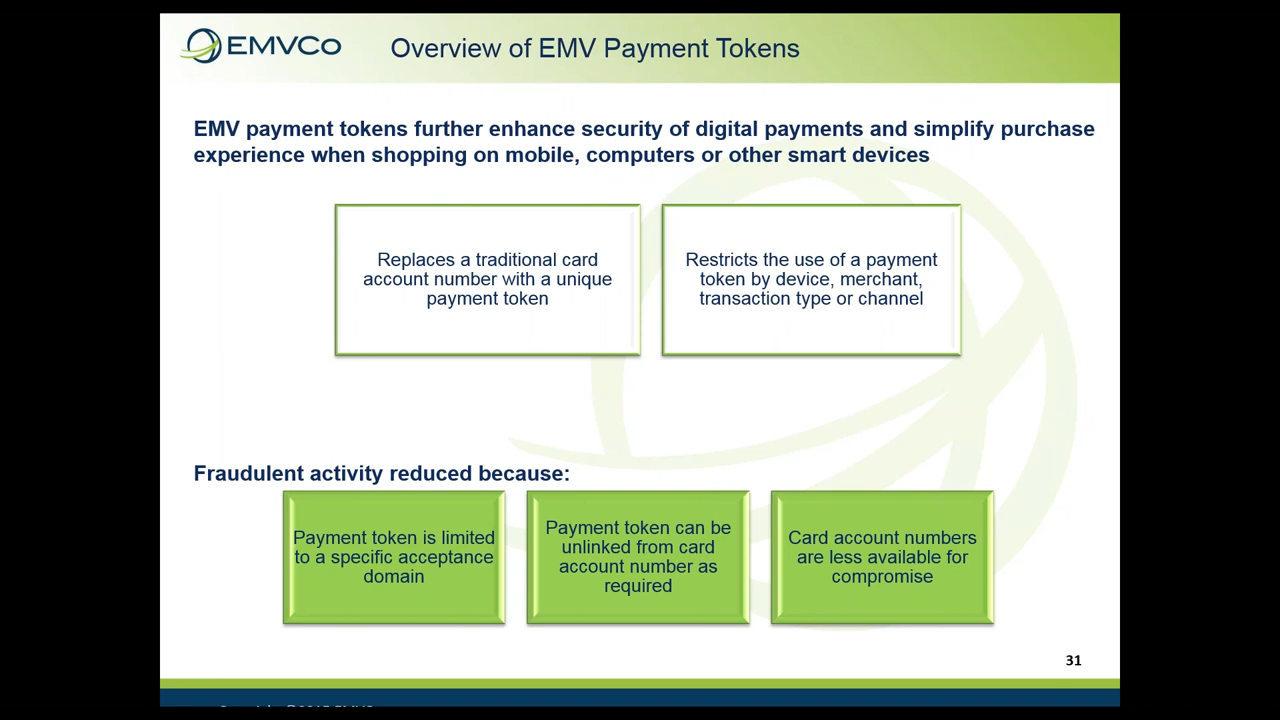 EMVCo
Overview of EMV Payment Tokens
EMV payment tokens further enhance security of digital payments and simplify purchase
experience when shopping on mobile, computers or other smart devices
Replaces a traditional card
account number with a unique
payment token
Restricts the use of a payment
token by device, merchant,
transaction type or channel
Fraudulent activity reduced because:
Payment token is limited
to a specific acceptance
domain
Payment token can be
unlinked from card
account number as
required
Card account numbers
are less available for
compromise
31